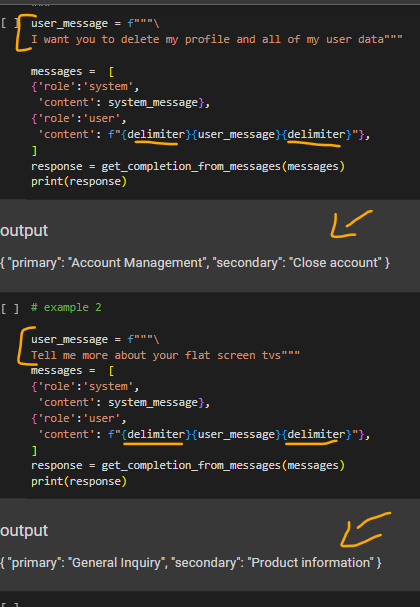 [ ] user_message = f"""\
I want you to delete my profile and all of my user data"""
messages =  [
{'role':'system',
'content': system_message},
{'role':'user',
'content': f"{delimiter}{user_message}{delimiter}"},
]
response = get_completion_from_messages(messages)
print(response)
output
{ "primary": "Account Management", "secondary": "Close account" }
[ ] # example 2
user_message = f"""\
Tell me more about your flat screen tvs"""
messages =  [
{'role':'system',
'content': system_message},
{'role':'user',
'content': f"{delimiter}{user_message}{delimiter}"},
]
response = get_completion_from_messages(messages)
print(response)
output
{ "primary": "General Inquiry", "secondary": "Product information" }